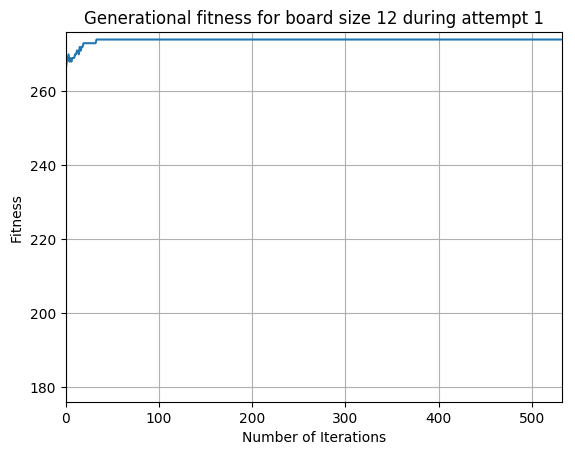 Generational fitness for board size 12 during attempt 1
Fitness
260
240
220
200
180
0 100 200 300 400 500
Number of Iterations